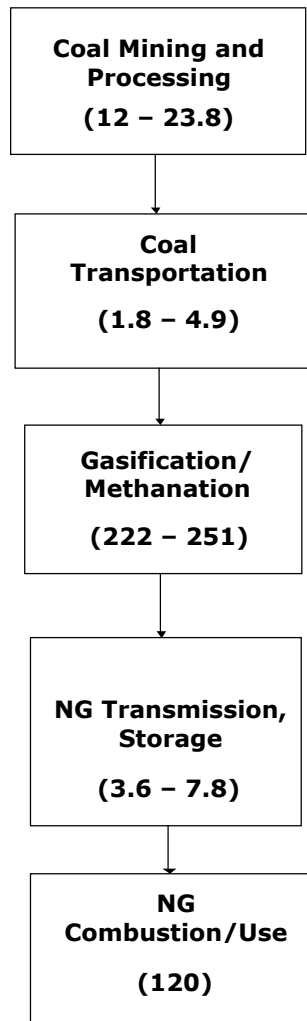 Coal Mining and
Processing
(12 – 23.8)
Coal
Transportation
(1.8 – 4.9)
Gasification/
Methanation
(222 – 251)
NG Transmission,
Storage
(3.6 – 7.8)
NG
Combustion/Use
(120)